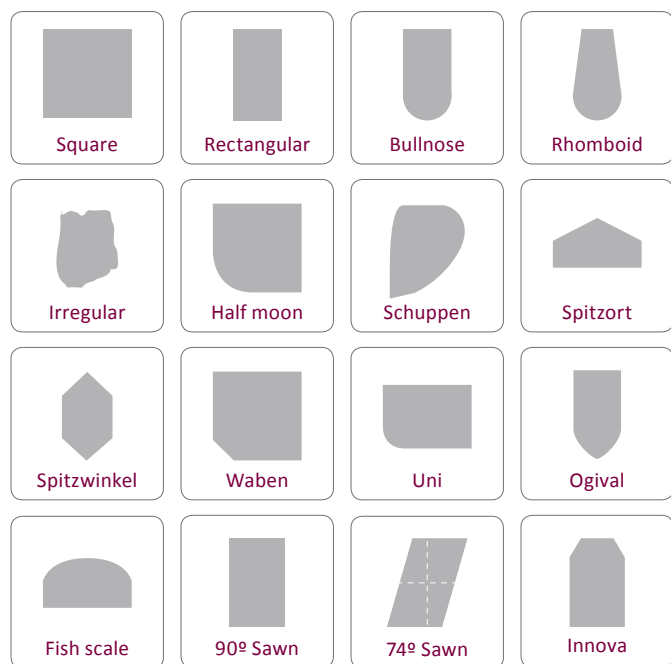 Square
Rectangular
Bullnose
Rhomboid
Irregular
Half moon
Schuppen
Spitzort
Spitzwinkel
Waben
Uni
Ogival
Fish scale
90º Sawn
74º Sawn
Innova